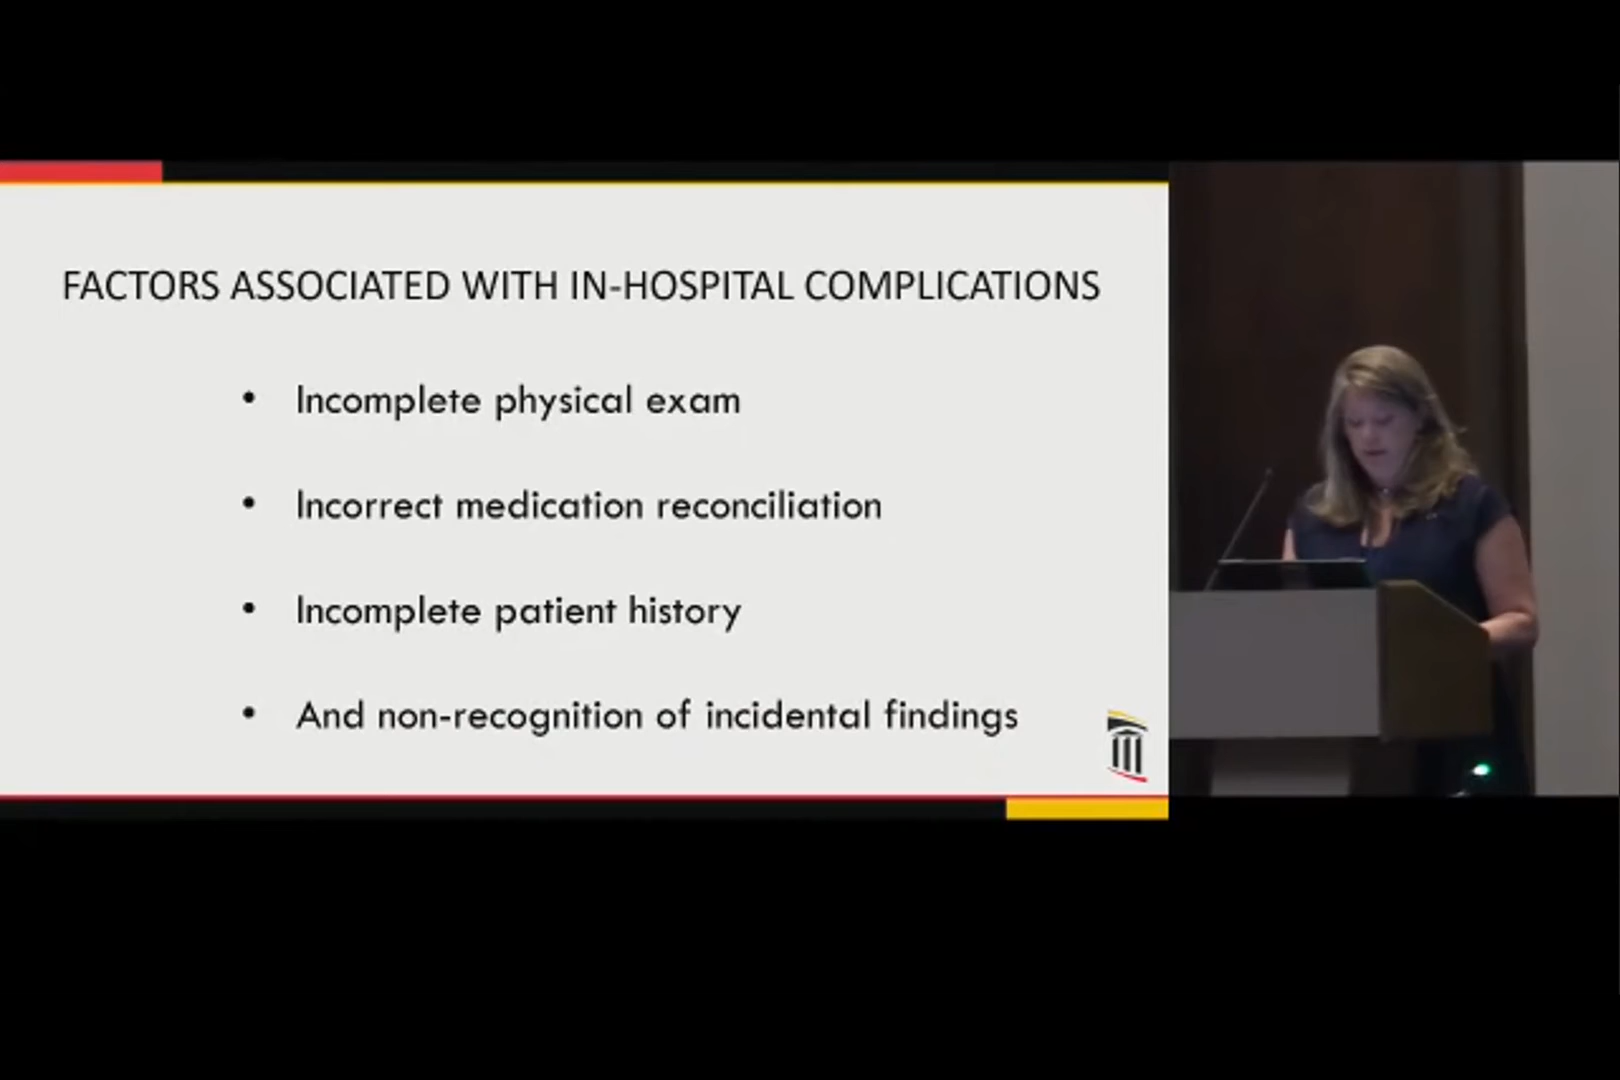 FACTORS ASSOCIATED WITH IN-HOSPITAL COMPLICATIONS
• Incomplete physical exam
• Incorrect medication reconciliation
• Incomplete patient history
• And non-recognition of incidental findings